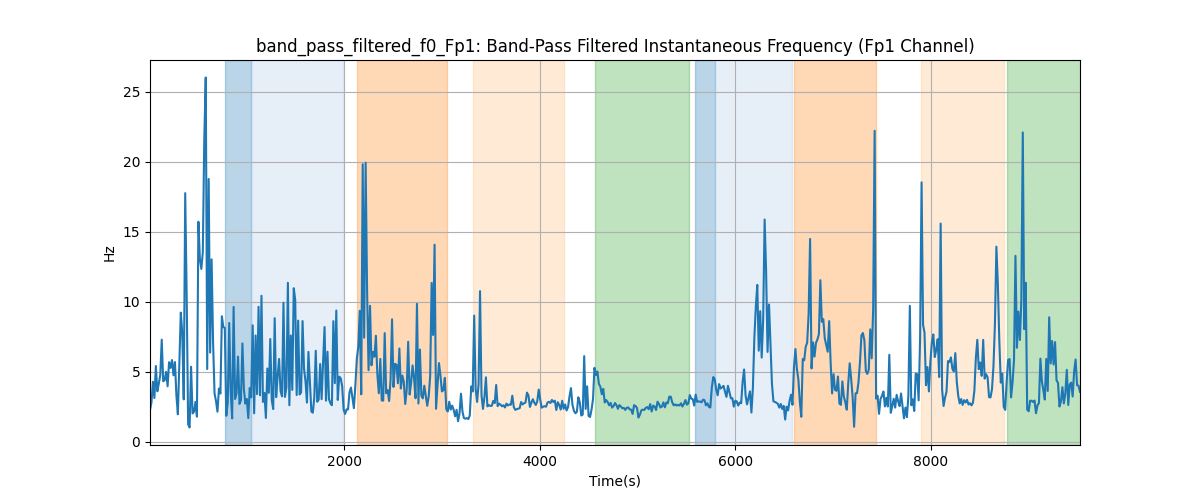 band_pass_filtered_f0_Fp1: Band-Pass Filtered Instantaneous Frequency (Fp1 Channel)
25
20
15
10
5
0
Hz
2000 4000 6000 8000
Time(s)